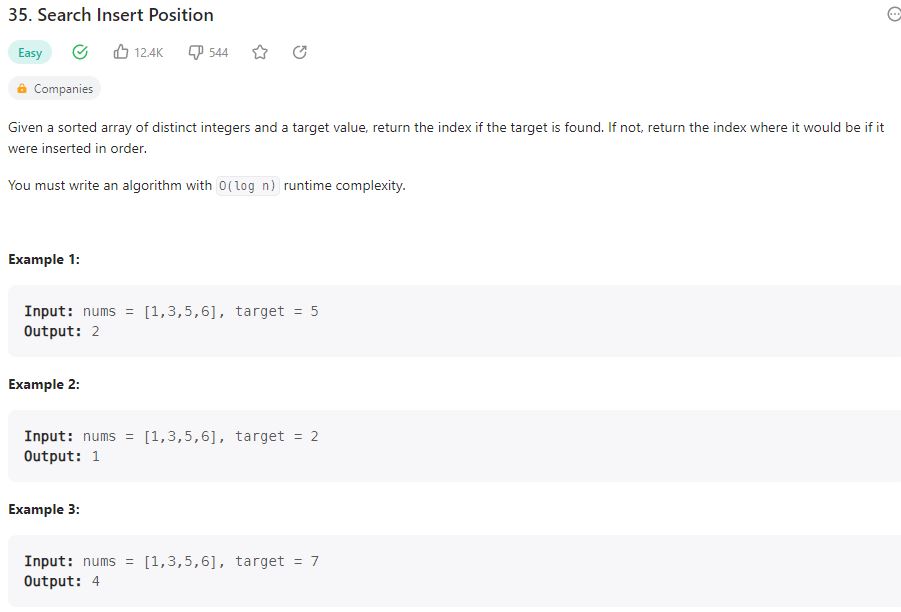 35. Search Insert Position
Easy 12.4K 544
Companies
Given a sorted array of distinct integers and a target value, return the index if the target is found. If not, return the index where it would be if it
were inserted in order.
You must write an algorithm with O(log n) runtime complexity.
Example 1:
Input: nums = [1,3,5,6], target = 5
Output: 2
Example 2:
Input: nums = [1,3,5,6], target = 2
Output: 1
Example 3:
Input: nums = [1,3,5,6], target = 7
Output: 4